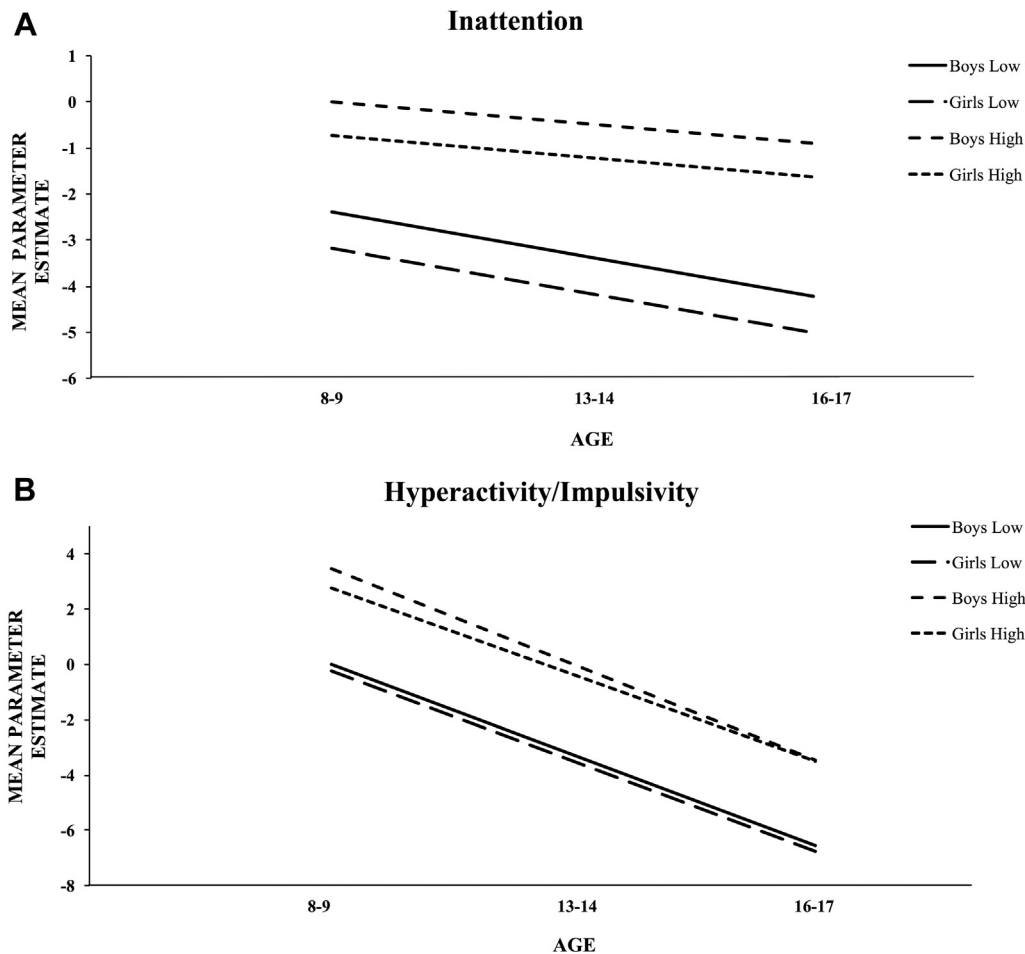 A
Inattention
1
0
-1
-2
-3
-4
-5
-6
MEAN PARAMETER
ESTIMATE
8-9
13-14
16-17
AGE
Boys Low
Girls Low
Boys High
Girls High
B
Hyperactivity/Impulsivity
4
2
0
-2
-4
-6
-8
MEAN PARAMETER
ESTIMATE
8-9
13-14
16-17
AGE
Boys Low
Girls Low
Boys High
Girls High